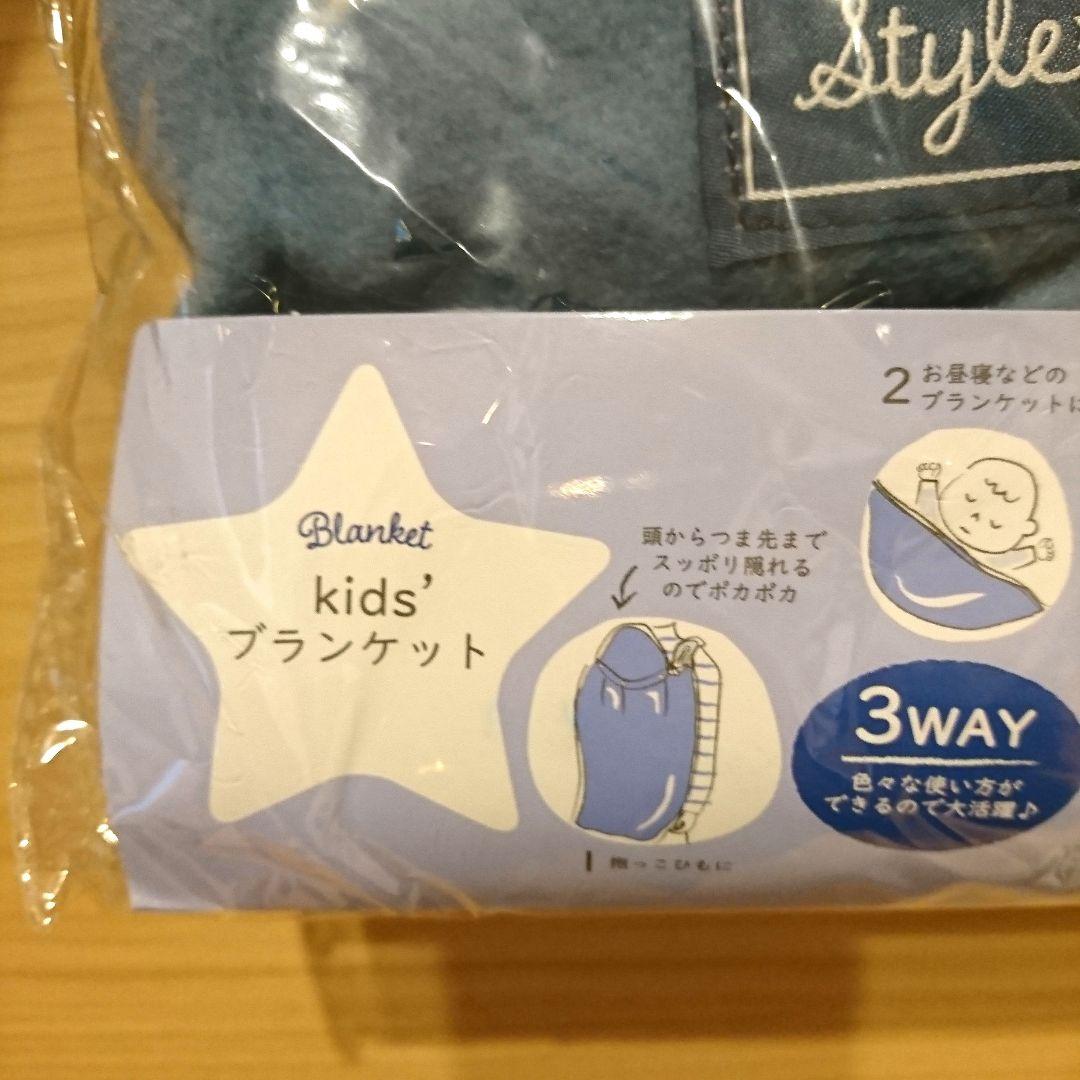 Style
Blanket
kids'
ブランケット
頭からつま先まで
スッポリ隠れる
のでポカポカ
1 抱っこひもに
2 お昼寝などの
ブランケットに
3WAY
色々な使い方が
できるので大活躍♪